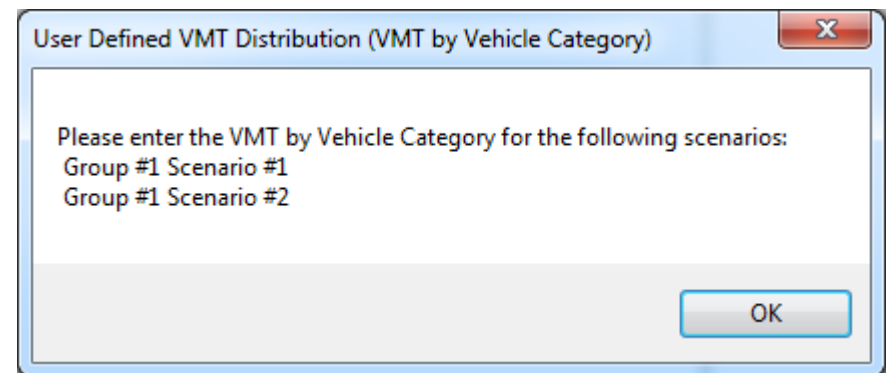 User Defined VMT Distribution (VMT by Vehicle Category)
Please enter the VMT by Vehicle Category for the following scenarios:
Group #1 Scenario #1
Group #1 Scenario #2
OK